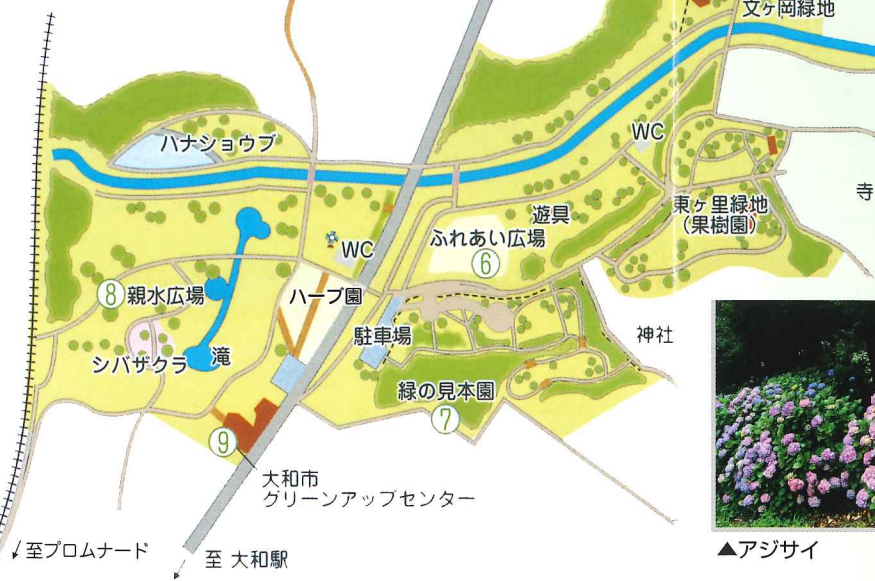 文ヶ岡緑地
ハナショウブ
WC
寺
東ヶ里緑地
(果樹園)
遊具
ふれあい広場
⑥
WC
⑧親水広場
ハーブ園
駐車場
神社
シバザクラ
滝
緑の見本園
⑦
⑨
大和市
グリーンアップセンター
↓至プロムナード
至 大和駅
▲アジサイ